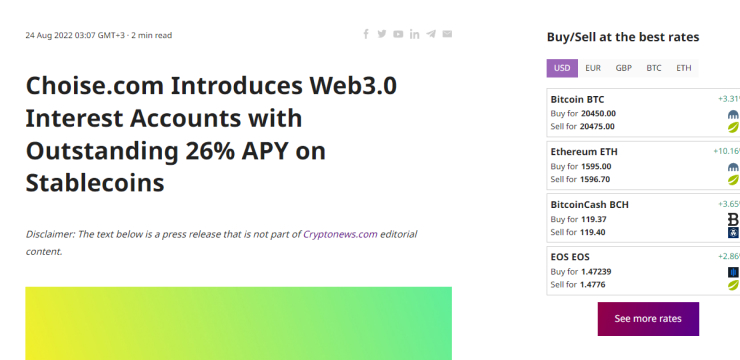 24 Aug 2022 03:07 GMT+3 · 2 min read
Choise.com Introduces Web3.0
Interest Accounts with
Outstanding 26% APY on
Stablecoins
Disclaimer: The text below is a press release that is not part of Cryptonews.com editorial
content.
Buy/Sell at the best rates
USD EUR GBP BTC ETH
Bitcoin BTC +3.31%
Buy for 20450.00
Sell for 20475.00
Ethereum ETH +10.16%
Buy for 1595.00
Sell for 1596.70
BitcoinCash BCH +3.65%
Buy for 119.37
Sell for 119.40
EOS EOS +2.86%
Buy for 1.47239
Sell for 1.4776
See more rates